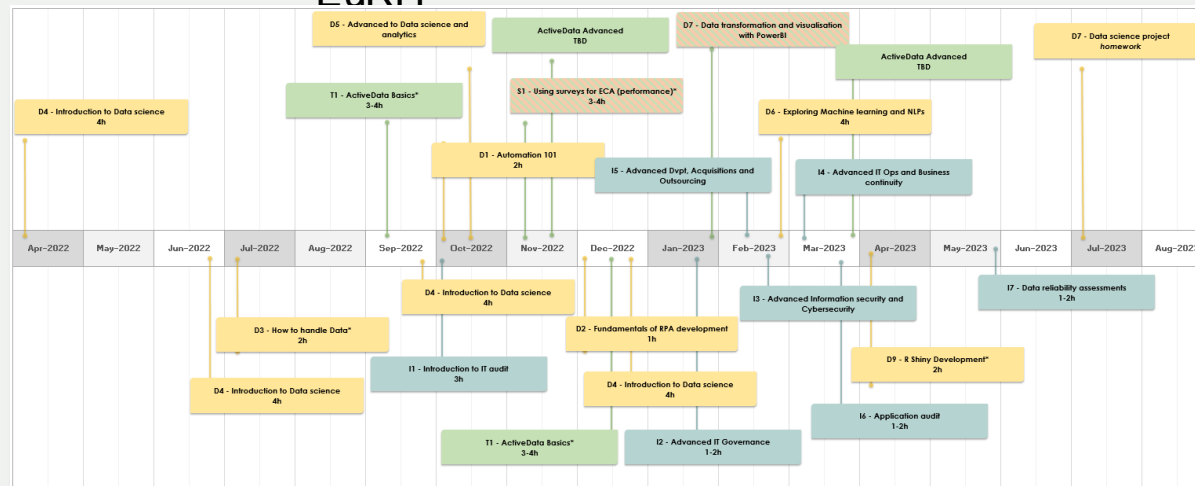 D5 - Advanced to Data science and
analytics
ActiveData Advanced
TBD
D7 - Data transformation and visualisation
with PowerBI
D7 - Data science project
homework
ActiveData Advanced
TBD
T1 - ActiveData Basics*
3-4h
S1 - Using surveys for ECA (performance)*
3-4h
D4 - Introduction to Data science
4h
D6 - Exploring Machine learning and NLPs
4h
D1 - Automation 101
2h
I5 - Advanced Dvpt, Acquisitions and
Outsourcing
I4 - Advanced IT Ops and Business
continuity
Apr-2022 May-2022 Jun-2022 Jul-2022 Aug-2022 Sep-2022 Oct-2022 Nov-2022 Dec-2022 Jan-2023 Feb-2023 Mar-2023 Apr-2023 May-2023 Jun-2023 Jul-2023
D4 - Introduction to Data science
4h
I7 - Data reliability assessments
1-2h
I3 - Advanced Information security and
Cybersecurity
D3 - How to handle Data*
2h
D2 - Fundamentals of RPA development
1h
D9 - R Shiny Development*
2h
I1 - Introduction to IT audit
3h
D4 - Introduction to Data science
4h
D4 - Introduction to Data science
4h
I6 - Application audit
1-2h
T1 - ActiveData Basics*
3-4h
I2 - Advanced IT Governance
1-2h